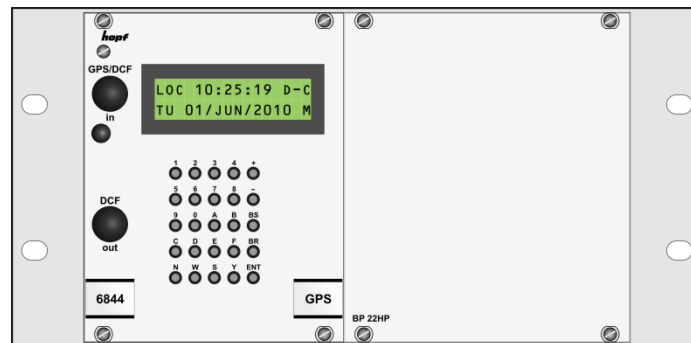 hopf
GPS/DCF
in
LOC 10:25:19 D-C
TU 01/JUN/2010 M
1 2 3 4 +
5 6 7 8 –
DCF
9 0 A B BS
out
C D E F BR
N W S Y ENT
6844
GPS
BP 22HP